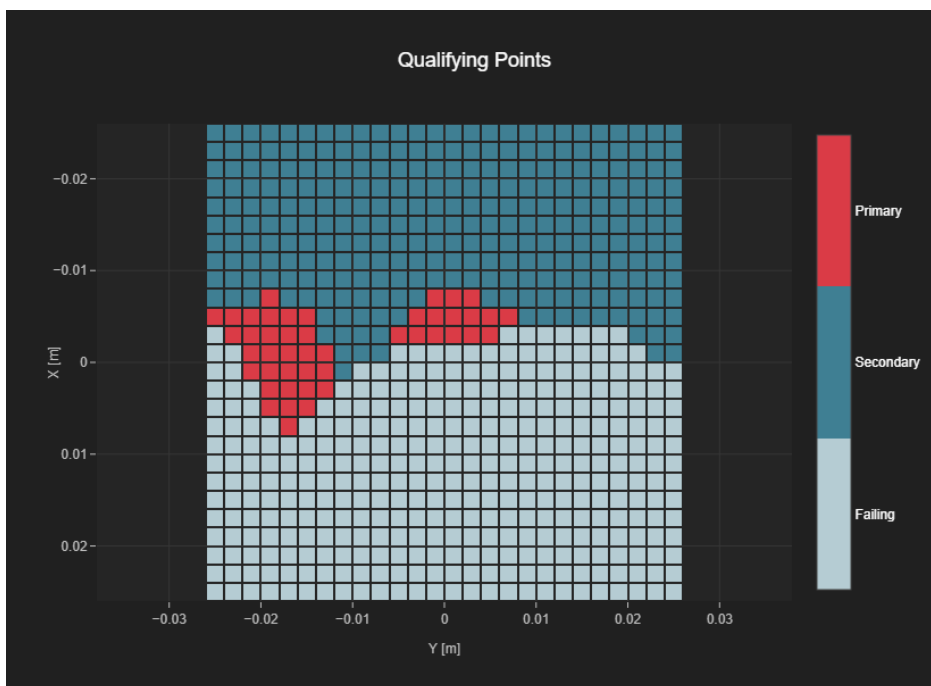 Qualifying Points
−0.02
−0.01
0
0.01
0.02
X [m]
−0.03
−0.02
−0.01
0
0.01
0.02
0.03
Y [m]
Primary
Secondary
Failing